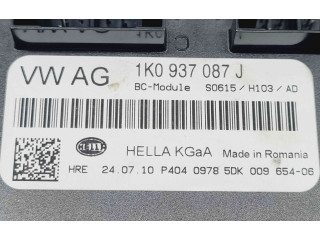 VW AG 1K0 937 087 J
BC-Module S0615 / H103 / AD
HELLA HELLA KGaA Made in Romania
HRE 24.07.10 P404 0978 5DK 009 654-06